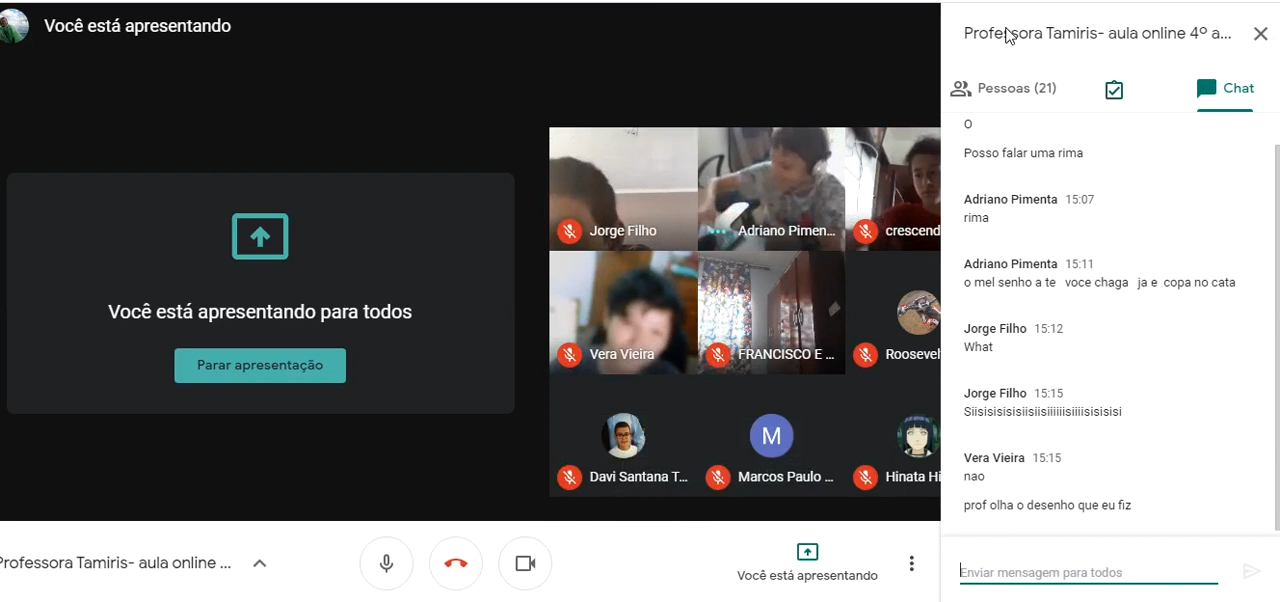 Você está apresentando
Você está apresentando para todos
Parar apresentação
Jorge Filho
Adriano Pimen...
crescend
Vera Vieira
FRANCISCO E ...
Roosevel
Davi Santana T...
Marcos Paulo ...
M
Hinata Hi
Professora Tamiris- aula online ...
Você está apresentando
Professora Tamiris- aula online 4º a...
Pessoas (21)
Chat
O
Posso falar uma rima
Adriano Pimenta 15:07
rima
Adriano Pimenta 15:11
o mel senho a te voce chaga ja e copa no cata
Jorge Filho 15:12
What
Jorge Filho 15:15
Siisisisisisiisiisiiiiiisiiiisisisisi
Vera Vieira 15:15
nao
prof olha o desenho que eu fiz
Enviar mensagem para todos